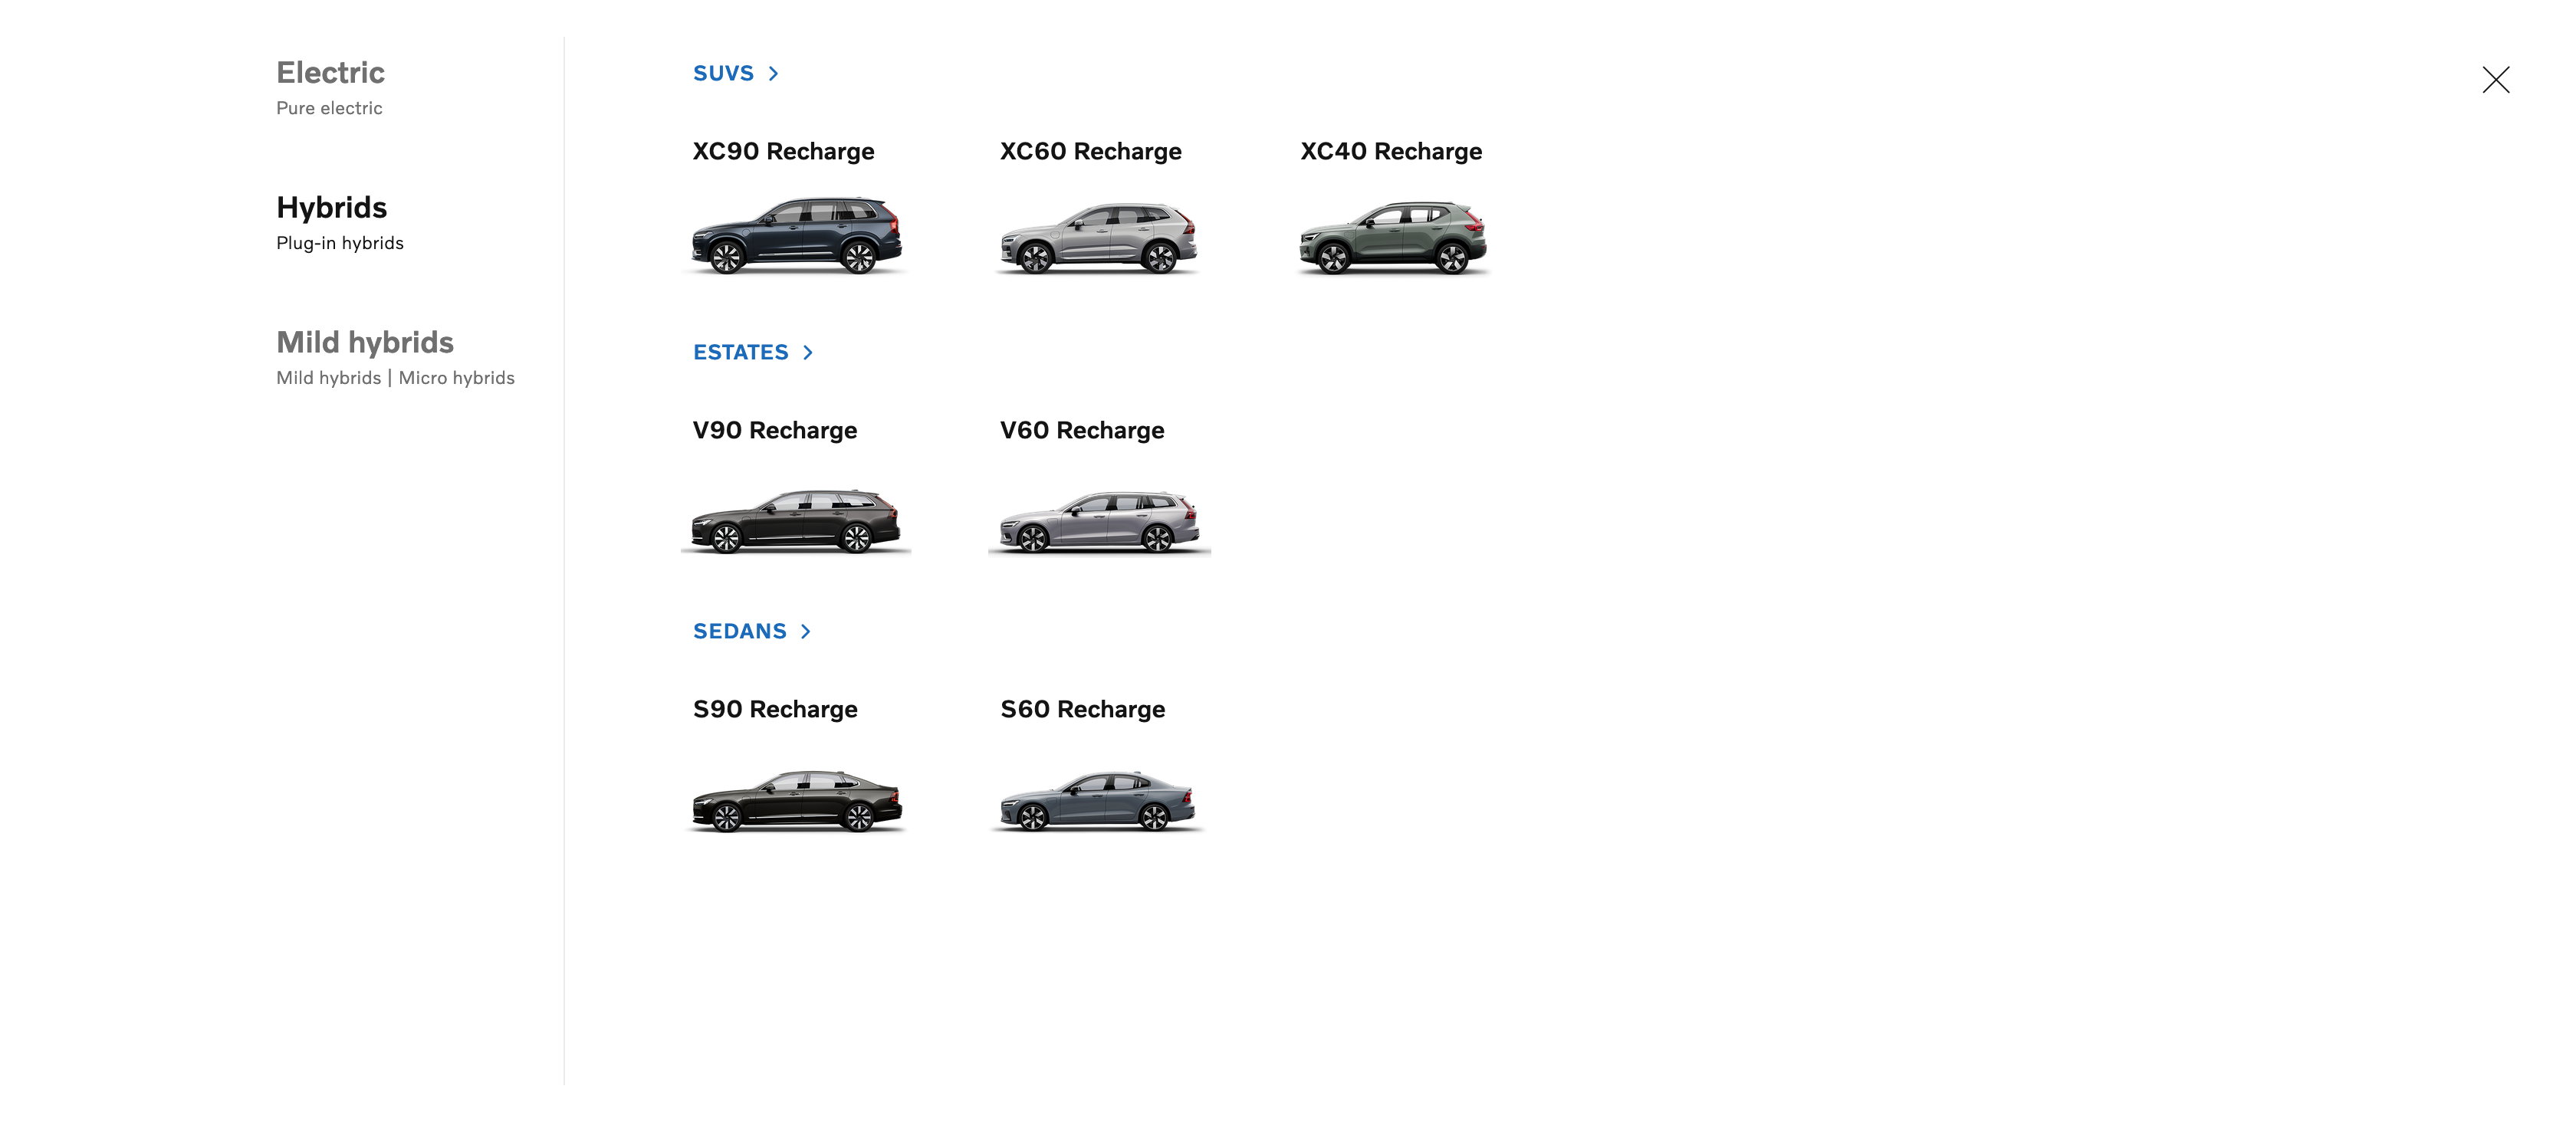 Electric
Pure electric
Hybrids
Plug-in hybrids
Mild hybrids
Mild hybrids | Micro hybrids
SUVS
XC90 Recharge
XC60 Recharge
XC40 Recharge
ESTATES
V90 Recharge
V60 Recharge
SEDANS
S90 Recharge
S60 Recharge